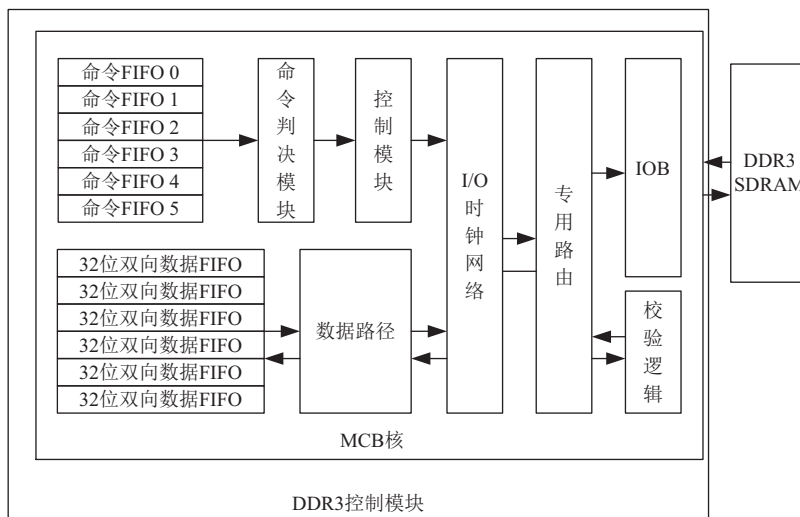 命令FIFO 0
命令FIFO 1
命令FIFO 2
命令FIFO 3
命令FIFO 4
命令FIFO 5
命令判决模块
控制模块
I/O
时钟网络
专用路由
IOB
DDR3
SDRAM
32位双向数据FIFO
32位双向数据FIFO
32位双向数据FIFO
32位双向数据FIFO
32位双向数据FIFO
32位双向数据FIFO
数据路径
校验逻辑
MCB核
DDR3控制模块